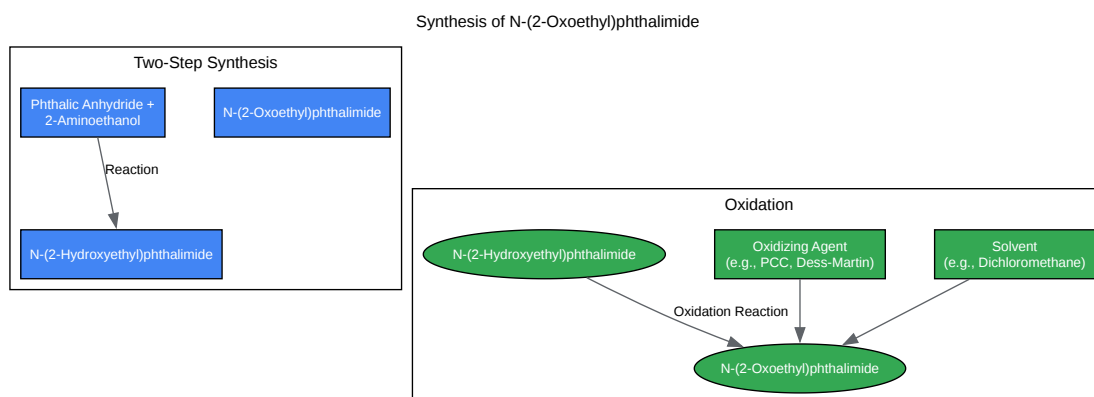 Synthesis of N-(2-Oxoethyl)phthalimide
Two-Step Synthesis
Phthalic Anhydride +
2-Aminoethanol
N-(2-Oxoethyl)phthalimide
Reaction
N-(2-Hydroxyethyl)phthalimide
Oxidation
N-(2-Hydroxyethyl)phthalimide
Oxidizing Agent
(e.g., PCC, Dess-Martin)
Solvent
(e.g., Dichloromethane)
Oxidation Reaction
N-(2-Oxoethyl)phthalimide